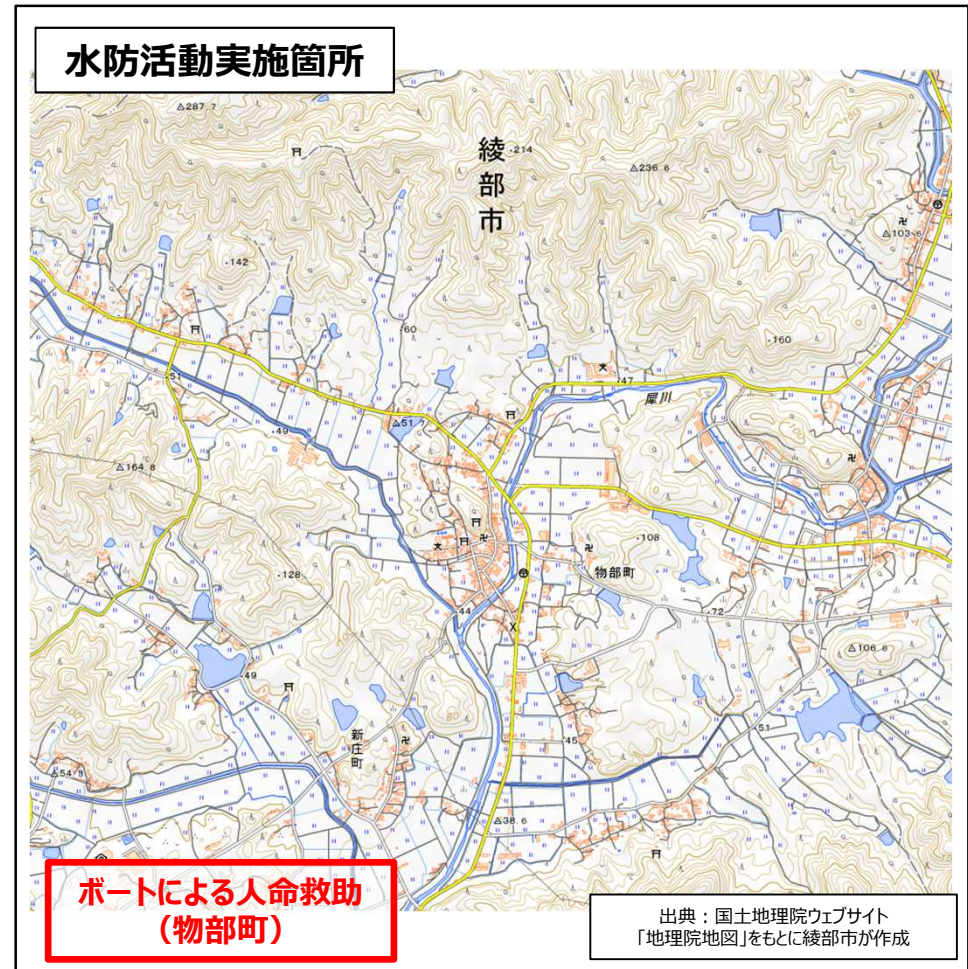 水防活動実施箇所
△287.7
綾部市
・214
△236.6
△103.6
・142
・60
・160
・51
・47
犀川
△51.7
・49
△164.8
・108
物部町
・128
・44
・72
・49
△106.6
新庄町
・45
・51
△54.3
△38.6
ボートによる人命救助
（物部町）
出典：国土地理院ウェブサイト
「地理院地図」をもとに綾部市が作成